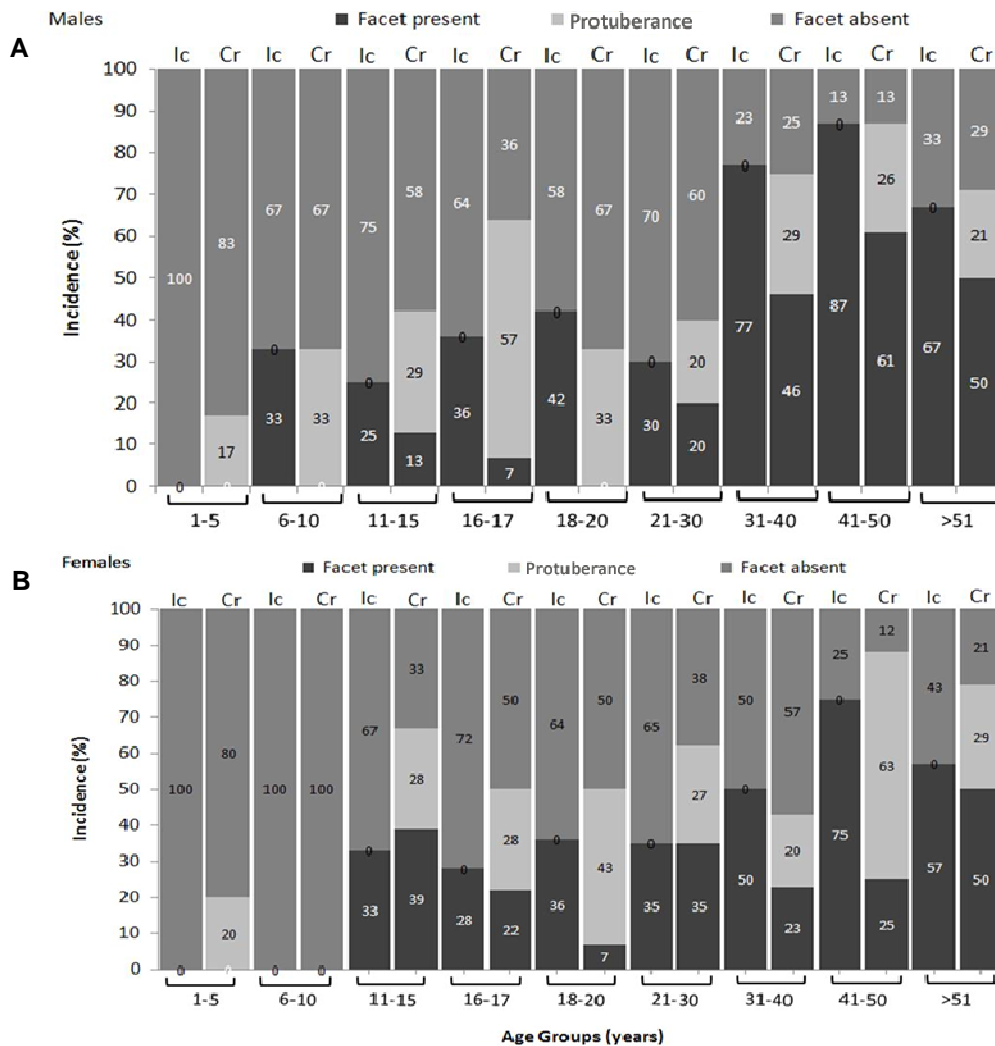 Males
Facet present Protuberance Facet absent
A
Ic Cr Ic Cr Ic Cr Ic Cr Ic Cr Ic Cr Ic Cr Ic Cr Ic Cr
Incidence (%)
100
90
80
70
60
50
40
30
20
10
0
100 0
83 17 0
67 0 33
67 33 0
75 0 25
58 29 13
64 0 36
36 57 7
58 0 42
67 33 0
70 0 30
60 20 20
23 0 77
25 29 46
13 0 87
13 26 61
33 0 67
29 21 50
1-5 6-10 11-15 16-17 18-20 21-30 31-40 41-50 >51
B
Females
Facet present Protuberance Facet absent
Ic Cr Ic Cr Ic Cr Ic Cr Ic Cr Ic Cr Ic Cr Ic Cr Ic Cr
Incidence (%)
100
90
80
70
60
50
40
30
20
10
0
100 0
80 20
100 0
100 0
67 0 33
33 28 39
72 0 28
50 28 22
64 0 36
50 43 7
65 0 35
38 27 35
50 0 50
57 20 23
25 0 75
12 63 25
43 0 57
21 29 50
1-5 6-10 11-15 16-17 18-20 21-30 31-40 41-50 >51
Age Groups (years)